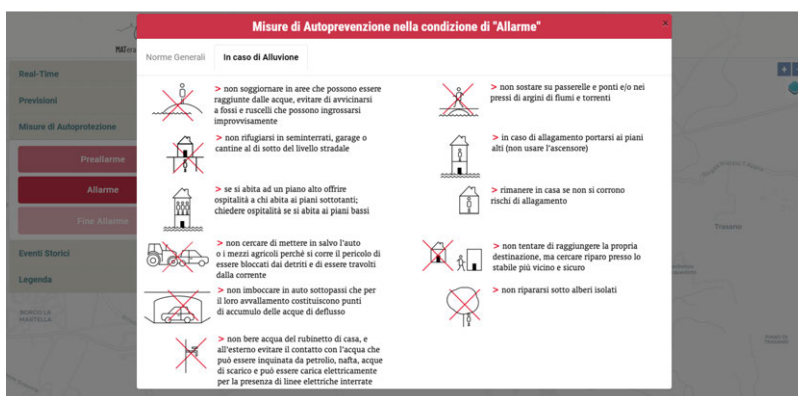 Misure di Autoprevenzione nella condizione di "Allarme"
×
Norme Generali
In caso di Alluvione
Real-Time
Previsioni
Misure di Autoprotezione
Preallarme
Allarme
Fine Allarme
Eventi Storici
Legenda
> non soggiornare in aree che possono essere
raggiunte dalle acque, evitare di avvicinarsi
a fossi e ruscelli che possono ingrossarsi
improvvisamente
> non rifugiarsi in seminterrati, garage o
cantine al di sotto del livello stradale
> se si abita ad un piano alto offrire
ospitalità a chi abita ai piani sottotanti;
chiedere ospitalità se si abita ai piani bassi
> non cercare di mettere in salvo l'auto
o i mezzi agricoli perchè si corre il pericolo di
essere bloccati dai detriti e di essere travolti
dalla corrente
> non imboccare in auto sottopassi che per
il loro avvallamento costituiscono punti
di accumulo delle acque di deflusso
> non bere acqua del rubinetto di casa, e
all'esterno evitare il contatto con l'acqua che
può essere inquinata da petrolio, nafta, acque
di scarico e può essere carica elettricamente
per la presenza di linee elettriche interrate
> non sostare su passerelle e ponti e/o nei
pressi di argini di fiumi e torrenti
> in caso di allagamento portarsi ai piani
alti (non usare l'ascensore)
> rimanere in casa se non si corrono
rischi di allagamento
> non tentare di raggiungere la propria
destinazione, ma cercare riparo presso lo
stabile più vicino e sicuro
> non ripararsi sotto alberi isolati
BORGO LA
MARTELLA
Trasano